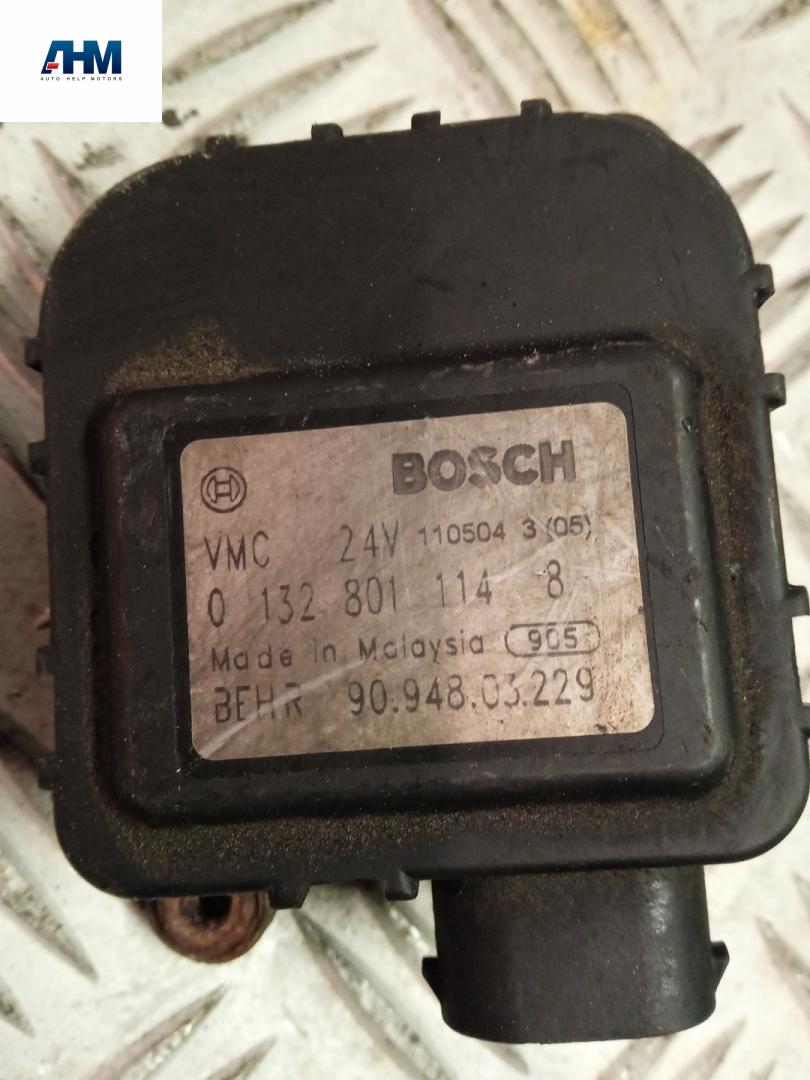 AHM
AUTO HELP MOTORS
BOSCH
VMC 24V 110504 3 (05)
0 132 801 114 8
Made in Malaysia 905
BEHR 90.948.03.229